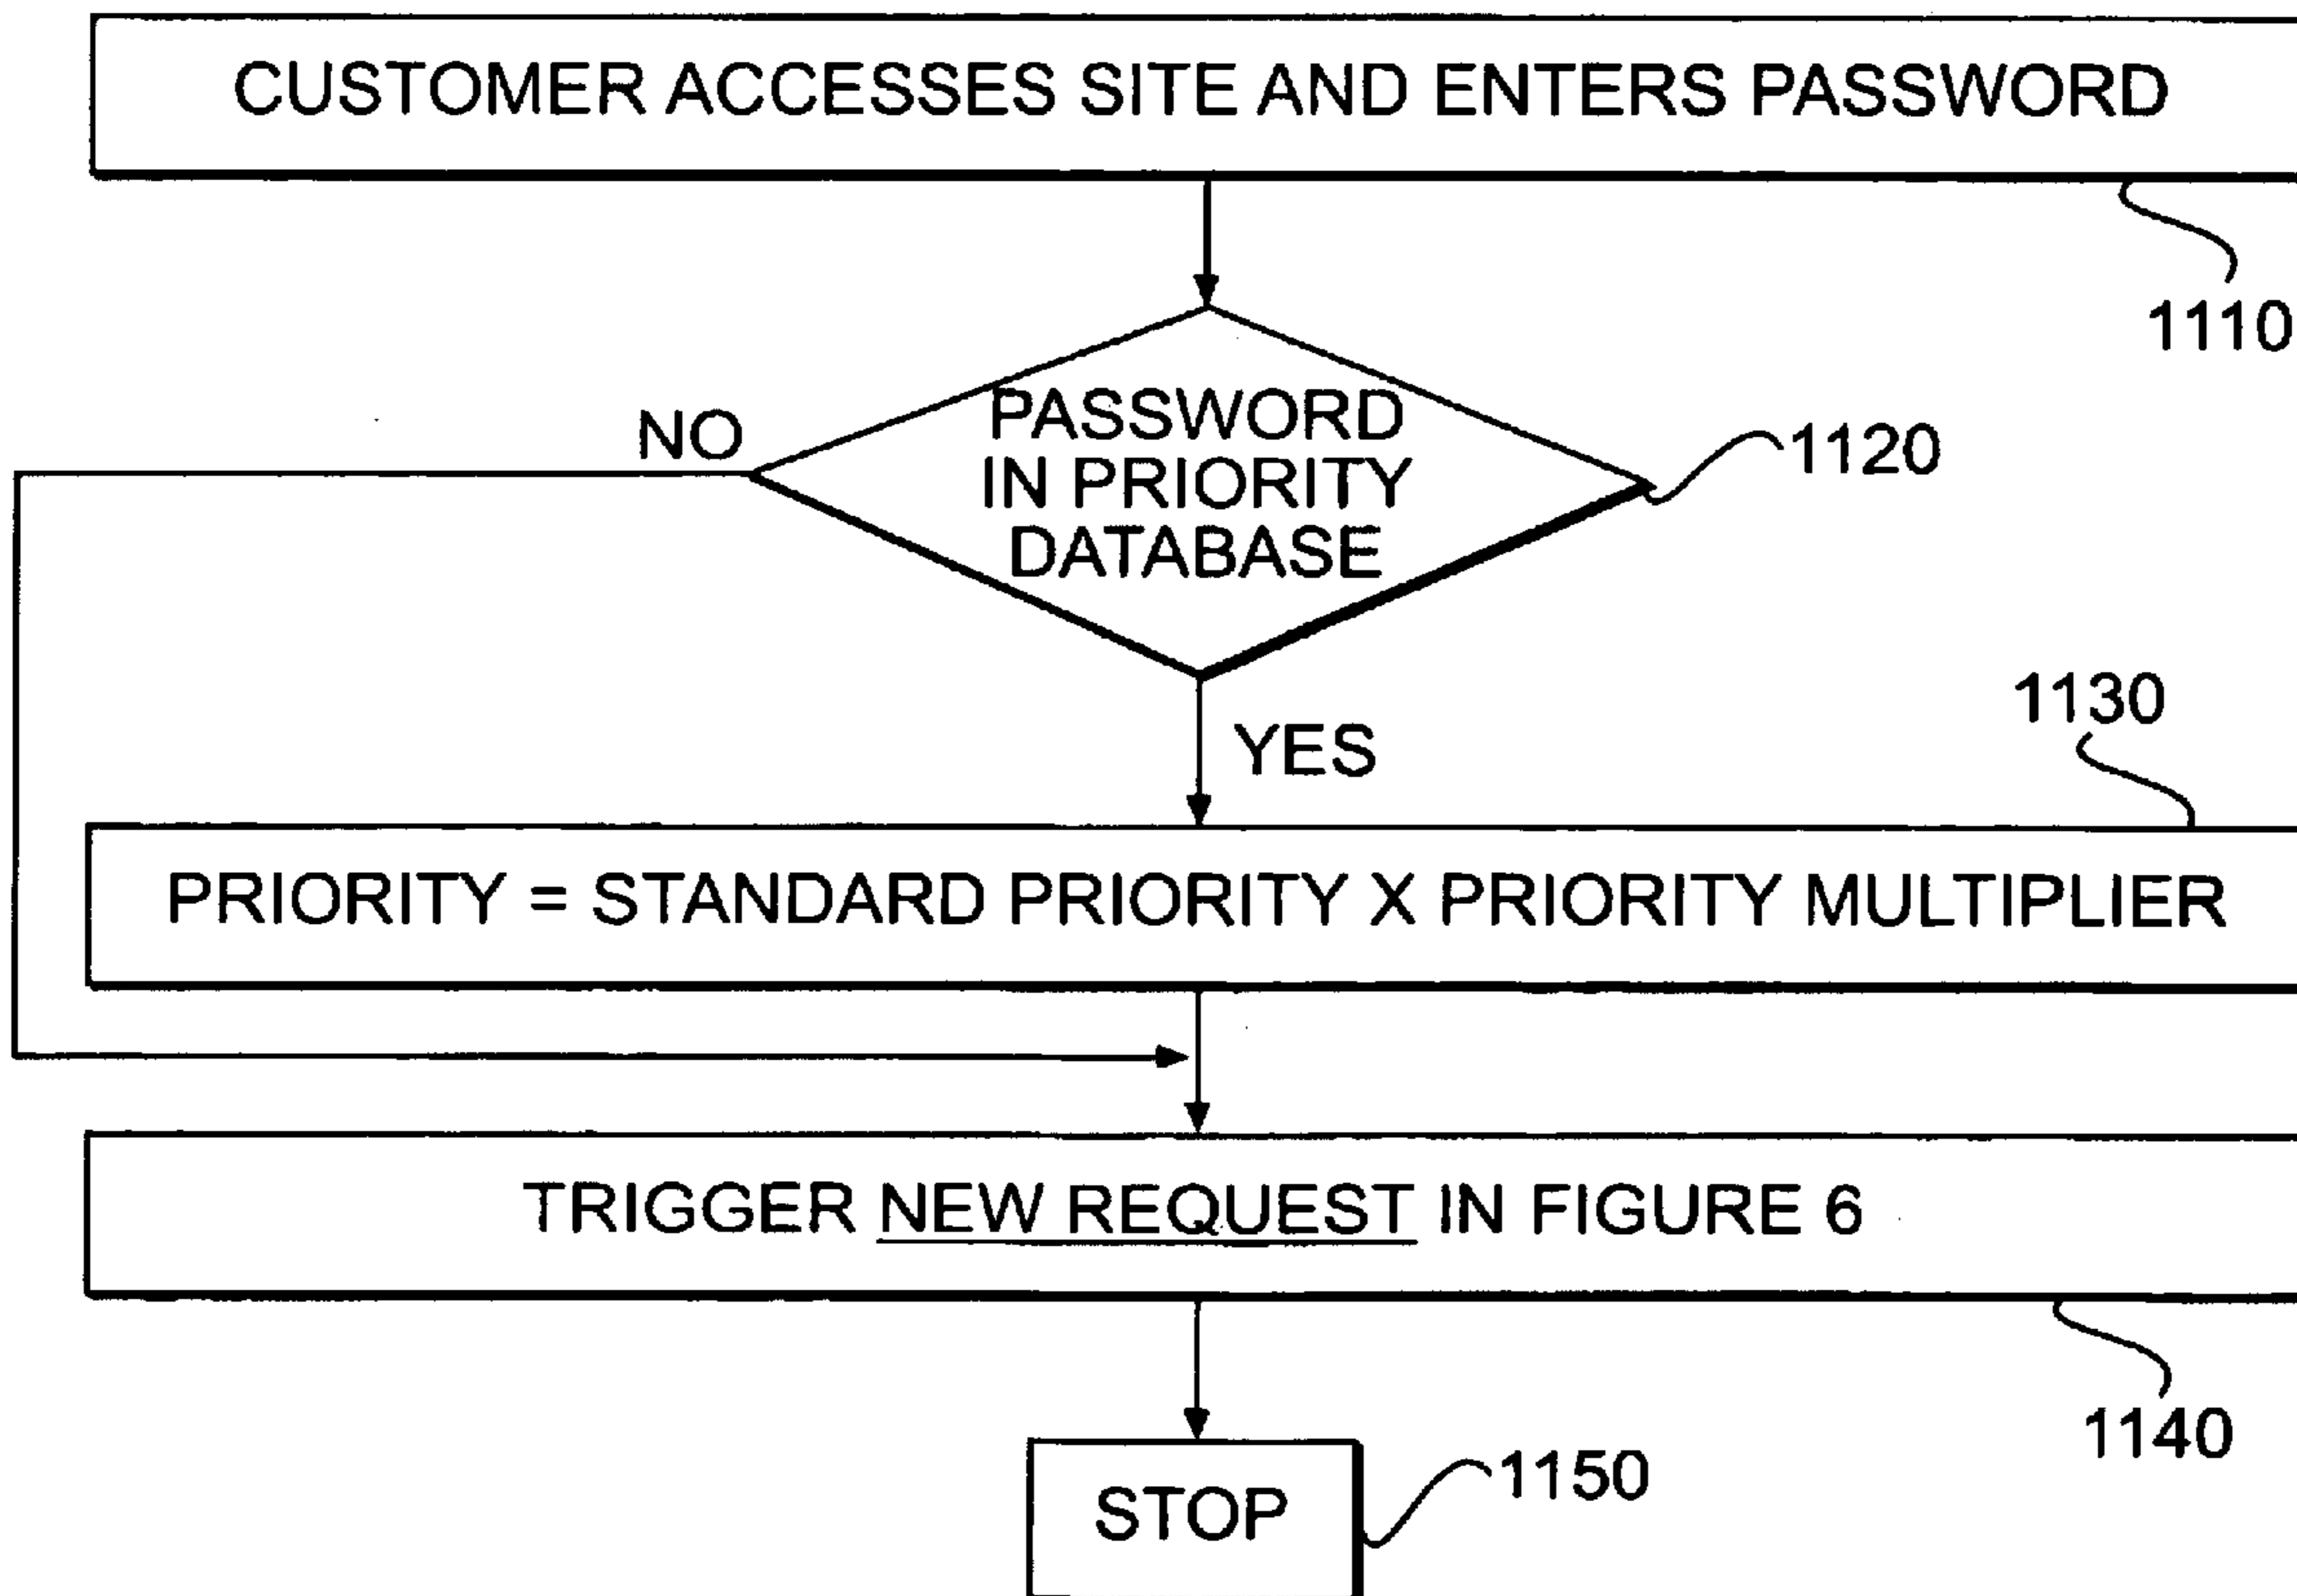 CUSTOMER ACCESSES SITE AND ENTERS PASSWORD
1110
NO
PASSWORD
IN PRIORITY
DATABASE
1120
YES
1130
PRIORITY = STANDARD PRIORITY X PRIORITY MULTIPLIER
TRIGGER NEW REQUEST IN FIGURE 6
1140
STOP
1150